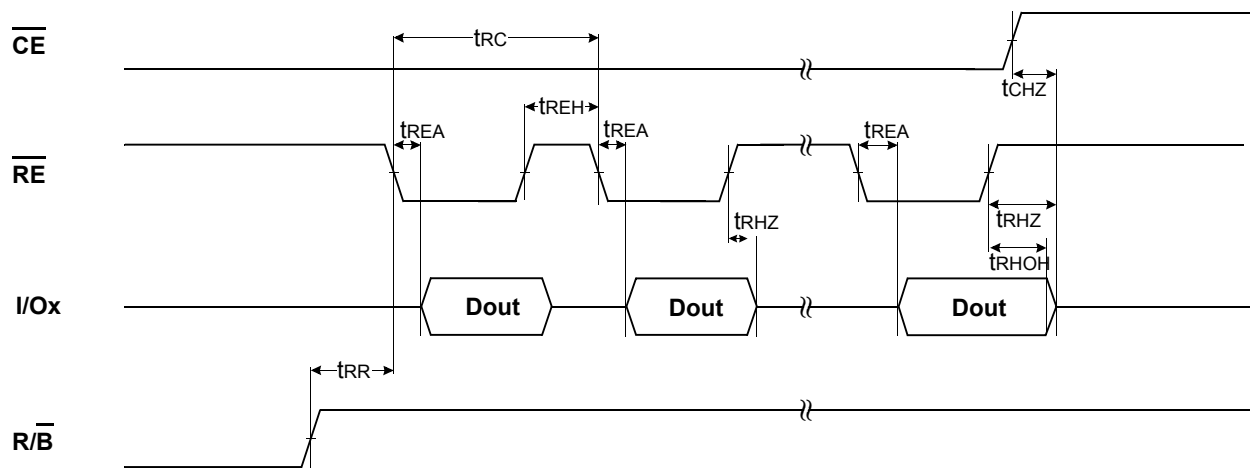 CE
tRC
tCHZ
tREH
tREA
tREA
tREA
RE
tRHZ
tRHZ
tRHOH
I/Ox
Dout
Dout
Dout
tRR
R/B